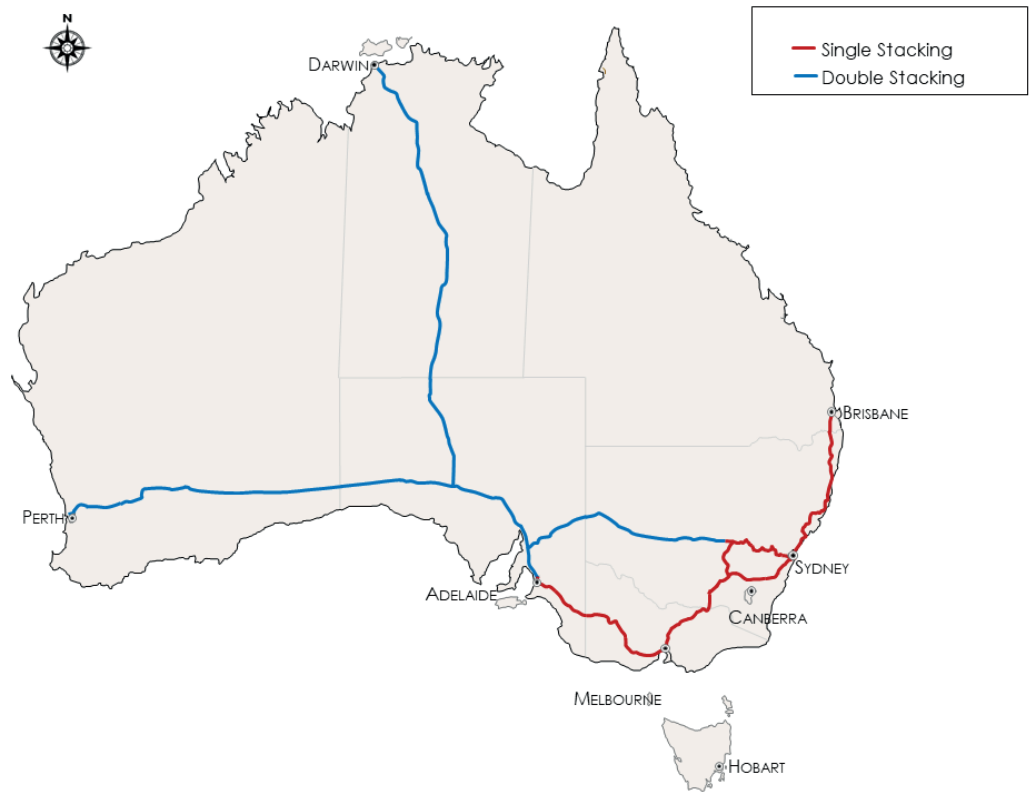 N
Single Stacking
Double Stacking
DARWIN
BRISBANE
PERTH
SYDNEY
ADELAIDE
CANBERRA
MELBOURNE
HOBART